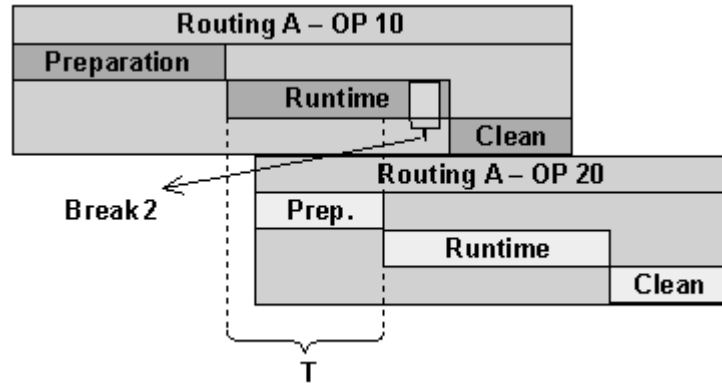 Routing A – OP 10
Preparation
Runtime
Clean
Routing A – OP 20
Break 2
Prep.
Runtime
Clean
T